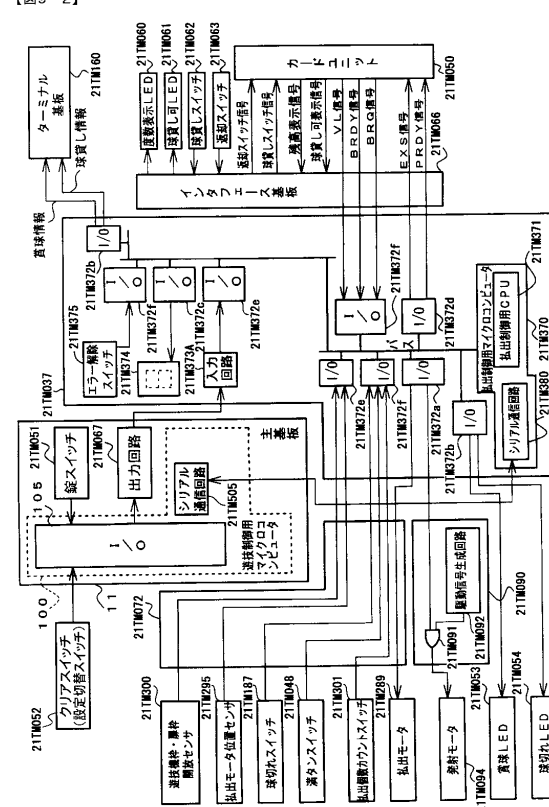 ターミナル
基板
21TM160
賞球情報
球貸し情報
21TM060
21TM061
21TM062
21TM063
度数表示LED
球貸し可LED
球貸しスイッチ
返却スイッチ
返却スイッチ信号
球貸しスイッチ信号
残高表示信号
球貸し可表示信号
VL信号
BRDY信号
BRQ信号
EXS信号
PRDY信号
カードユニット
21TM050
21TM066
インタフェース基板
I/O
21TM372b
21TM375
エラー解除
スイッチ
I/O
21TM372f
21TM374
I/O
21TM372c
21TM373A
入力
回路
I/O
21TM372e
21TM037
バス
I/O
21TM372f
I/O
21TM372d
I/O
21TM372e
I/O
21TM372f
I/O
21TM372a
I/O
21TM372b
21TM371
払出制御用マイクロコンピュータ
払出制御用CPU
21TM370
シリアル通信回路
21TM380
主基板
21TM051
錠スイッチ
21TM067
出力回路
105
I/O
シリアル
通信回路
21TM505
遊技制御用
マイクロコ
ンピュータ
100
11
21TM072
クリアスイッチ
(設定切替スイッチ)
21TM052
21TM300
遊技機枠・扉枠
開放センサ
21TM295
払出モータ位置センサ
21TM187
球切れスイッチ
21TM048
満タンスイッチ
21TM301
払出個数カウントスイッチ
21TM289
払出モータ
駆動信号生成回路
21TM092
21TM091
21TM090
発射モータ
1TM094
21TM053
賞球LED
21TM054
球切れLED